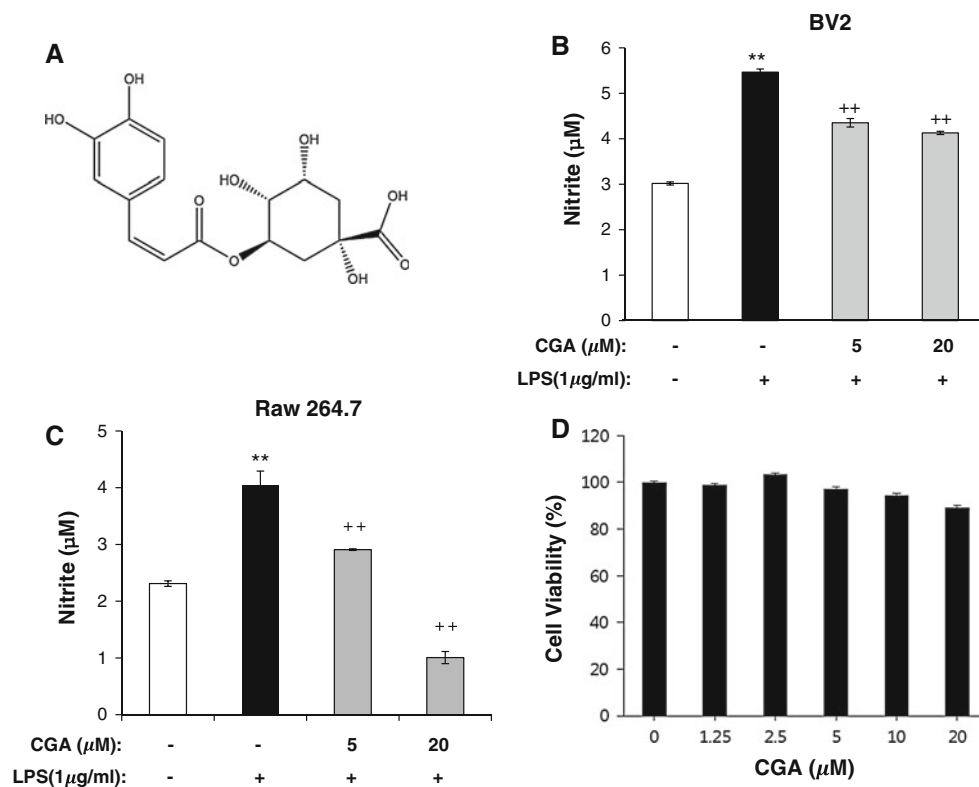 A
OH
HO
OH
HO
O
OH
O
OH
O
B
BV2
Nitrite (µM)
6
5
4
3
2
1
0
**
++
++
CGA (µM): - - 5 20
LPS(1µg/ml): - + + +
C
Raw 264.7
Nitrite (µM)
5
4
3
2
1
0
**
++
++
CGA (µM): - - 5 20
LPS(1µg/ml): - + + +
D
Cell Viability (%)
120
100
80
60
40
20
0
0 1.25 2.5 5 10 20
CGA (µM)